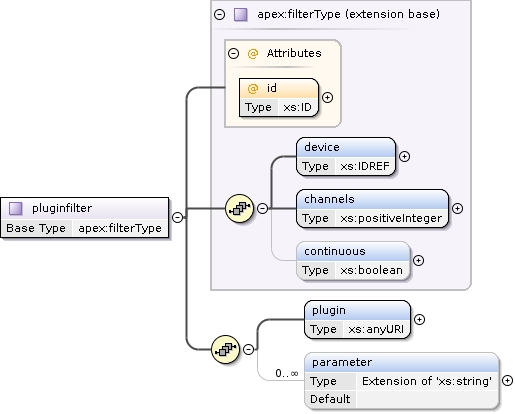 apex:filterType (extension base)
@ Attributes
@ id
Type xs:ID
device
Type xs:IDREF
channels
Type xs:positiveInteger
continuous
Type xs:boolean
pluginfilter
Base Type apex:filterType
plugin
Type xs:anyURI
0..∞
parameter
Type Extension of 'xs:string'
Default